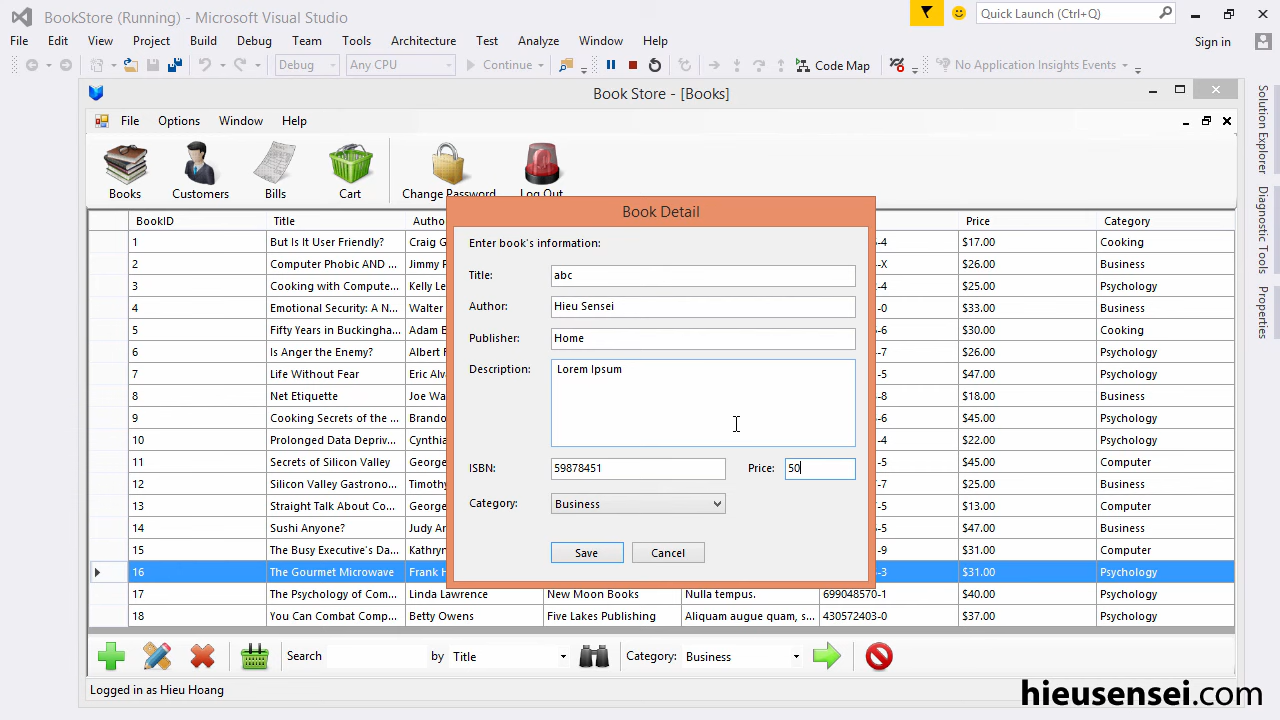 BookStore (Running) - Microsoft Visual Studio
Quick Launch (Ctrl+Q)
File Edit View Project Build Debug Team Tools Architecture Test Analyze Window Help
Sign in
Debug Any CPU Continue Code Map No Application Insights Events
Book Store - [Books]
File Options Window Help
Books Customers Bills Cart Change Password Log Out
Solution Explorer
Diagnostic Tools
Properties
BookID Title Autho Price Category
1 But Is It User Friendly? Craig G -4 $17.00 Cooking
2 Computer Phobic AND ... Jimmy F -X $26.00 Business
3 Cooking with Compute... Kelly Le -4 $25.00 Psychology
4 Emotional Security: A N... Walter -0 $33.00 Business
5 Fifty Years in Buckingha... Adam B -6 $30.00 Cooking
6 Is Anger the Enemy? Albert F -7 $25.00 Psychology
7 Life Without Fear Eric Alv -7 $47.00 Psychology
8 Net Etiquette Joe Wa -8 $18.00 Business
9 Cooking Secrets of the ... Brando -6 $45.00 Psychology
10 Prolonged Data Depriv... Cynthia -4 $22.00 Psychology
11 Secrets of Silicon Valley George -5 $45.00 Computer
12 Silicon Valley Gastrono... Timothy -5 $47.00 Business
13 Straight Talk About Co... George -5 $13.00 Computer
14 Sushi Anyone? Judy Ar -5 $47.00 Business
15 The Busy Executive's Da... Kathryn -9 $31.00 Computer
16 The Gourmet Microwave Frank H -3 $31.00 Psychology
17 The Psychology of Com... Linda Lawrence New Moon Books Nulla tempus. 699048570-1 $40.00 Psychology
18 You Can Combat Comp... Betty Owens Five Lakes Publishing Aliquam augue quam, s... 430572403-0 $37.00 Psychology
Book Detail
Enter book's information:
Title: abc
Author: Hieu Sensei
Publisher: Home
Description: Lorem Ipsum
ISBN: 59878451 Price: 50
Category: Business
Save Cancel
Search by Title Category: Business
Logged in as Hieu Hoang
hieusensei.com